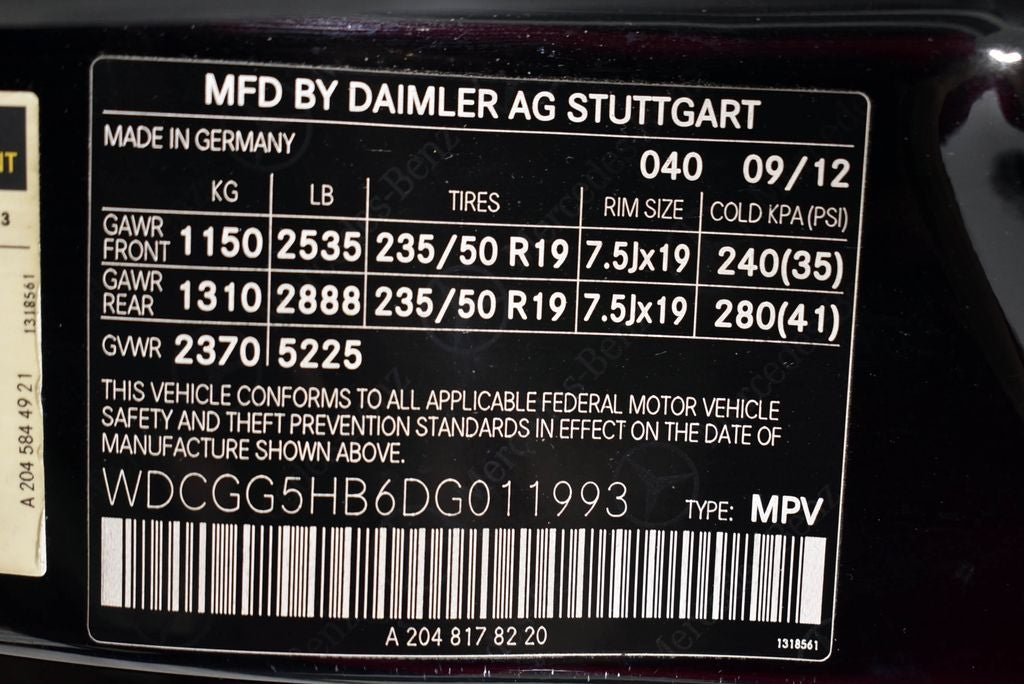 MFD BY DAIMLER AG STUTTGART
MADE IN GERMANY
040 09/12
KG LB TIRES RIM SIZE COLD KPA (PSI)
GAWR FRONT 1150 2535 235/50 R19 7.5Jx19 240(35)
GAWR REAR 1310 2888 235/50 R19 7.5Jx19 280(41)
GVWR 2370 5225
THIS VEHICLE CONFORMS TO ALL APPLICABLE FEDERAL MOTOR VEHICLE
SAFETY AND THEFT PREVENTION STANDARDS IN EFFECT ON THE DATE OF
MANUFACTURE SHOWN ABOVE.
WDCGG5HB6DG011993 TYPE: MPV
A 204 817 82 20
1318561
A 204 584 49 21 1318561
Mercedes-Benz